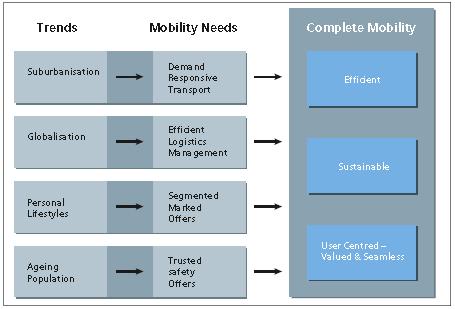 Trends
Mobility Needs
Complete Mobility
Suburbanisation
Demand
Responsive
Transport
Efficient
Globalisation
Efficient
Logistics
Management
Sustainable
Personal
Lifestyles
Segmented
Marked
Offers
User Centred –
Valued & Seamless
Ageing
Population
Trusted
safety
Offers